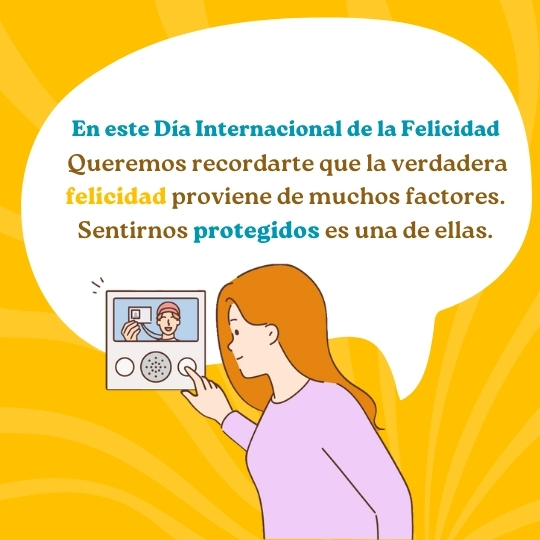 En este Día Internacional de la Felicidad
Queremos recordarte que la verdadera
felicidad proviene de muchos factores.
Sentirnos protegidos es una de ellas.